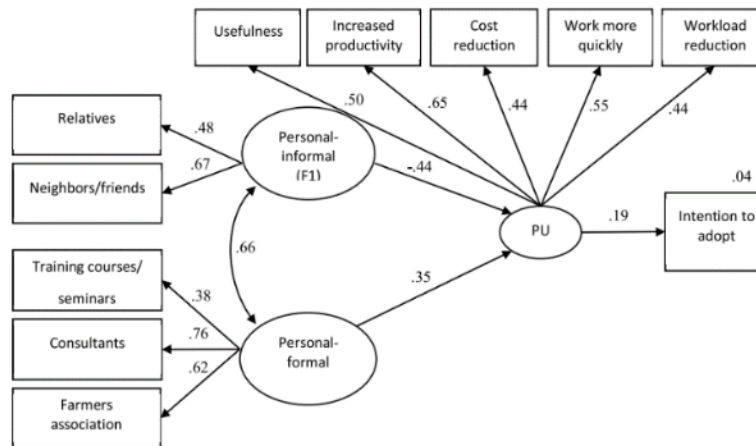 Usefulness
Increased
productivity
Cost
reduction
Work more
quickly
Workload
reduction
.50
.65
.44
.55
.44
Relatives
.48
Personal-
informal
(F1)
.67
Neighbors/friends
-.44
.04
.19
Intention to
adopt
PU
.66
.35
Training courses/
seminars
.38
Consultants
.76
Personal-
formal
.62
Farmers
association